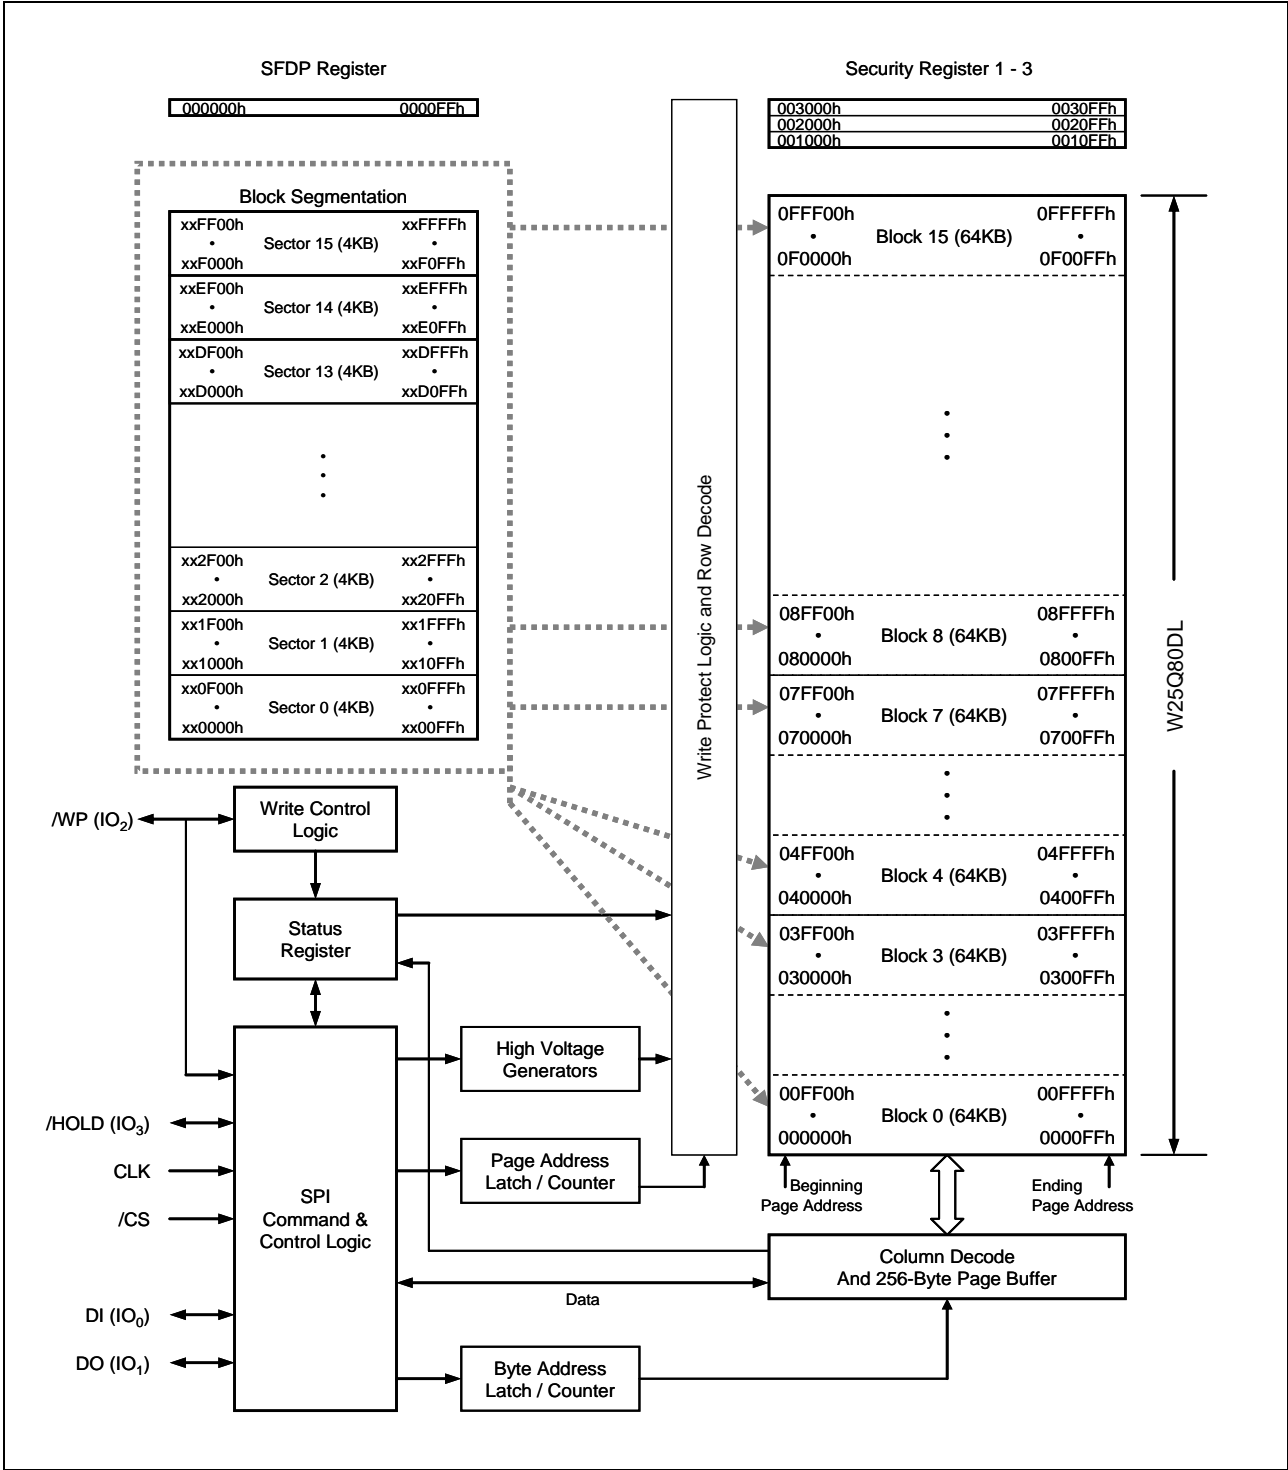 SFDP Register
000000h 0000FFh
Block Segmentation
xxFF00h xxFFFFh
• Sector 15 (4KB) •
xxF000h xxF0FFh
xxEF00h xxEFFFh
• Sector 14 (4KB) •
xxE000h xxE0FFh
xxDF00h xxDFFFh
• Sector 13 (4KB) •
xxD000h xxD0FFh
xx2F00h xx2FFFh
• Sector 2 (4KB) •
xx2000h xx20FFh
xx1F00h xx1FFFh
• Sector 1 (4KB) •
xx1000h xx10FFh
xx0F00h xx0FFFh
• Sector 0 (4KB) •
xx0000h xx00FFh
Write Protect Logic and Row Decode
Security Register 1 - 3
003000h 0030FFh
002000h 0020FFh
001000h 0010FFh
0FFF00h 0FFFFFh
• Block 15 (64KB) •
0F0000h 0F00FFh
08FF00h 08FFFFh
• Block 8 (64KB) •
080000h 0800FFh
07FF00h 07FFFFh
• Block 7 (64KB) •
070000h 0700FFh
04FF00h 04FFFFh
• Block 4 (64KB) •
040000h 0400FFh
03FF00h 03FFFFh
• Block 3 (64KB) •
030000h 0300FFh
00FF00h 00FFFFh
• Block 0 (64KB) •
000000h 0000FFh
W25Q80DL
Beginning
Page Address
Ending
Page Address
/WP (IO2)
Write Control
Logic
Status
Register
/HOLD (IO3)
CLK
/CS
DI (IO0)
DO (IO1)
SPI
Command &
Control Logic
High Voltage
Generators
Page Address
Latch / Counter
Column Decode
And 256-Byte Page Buffer
Data
Byte Address
Latch / Counter